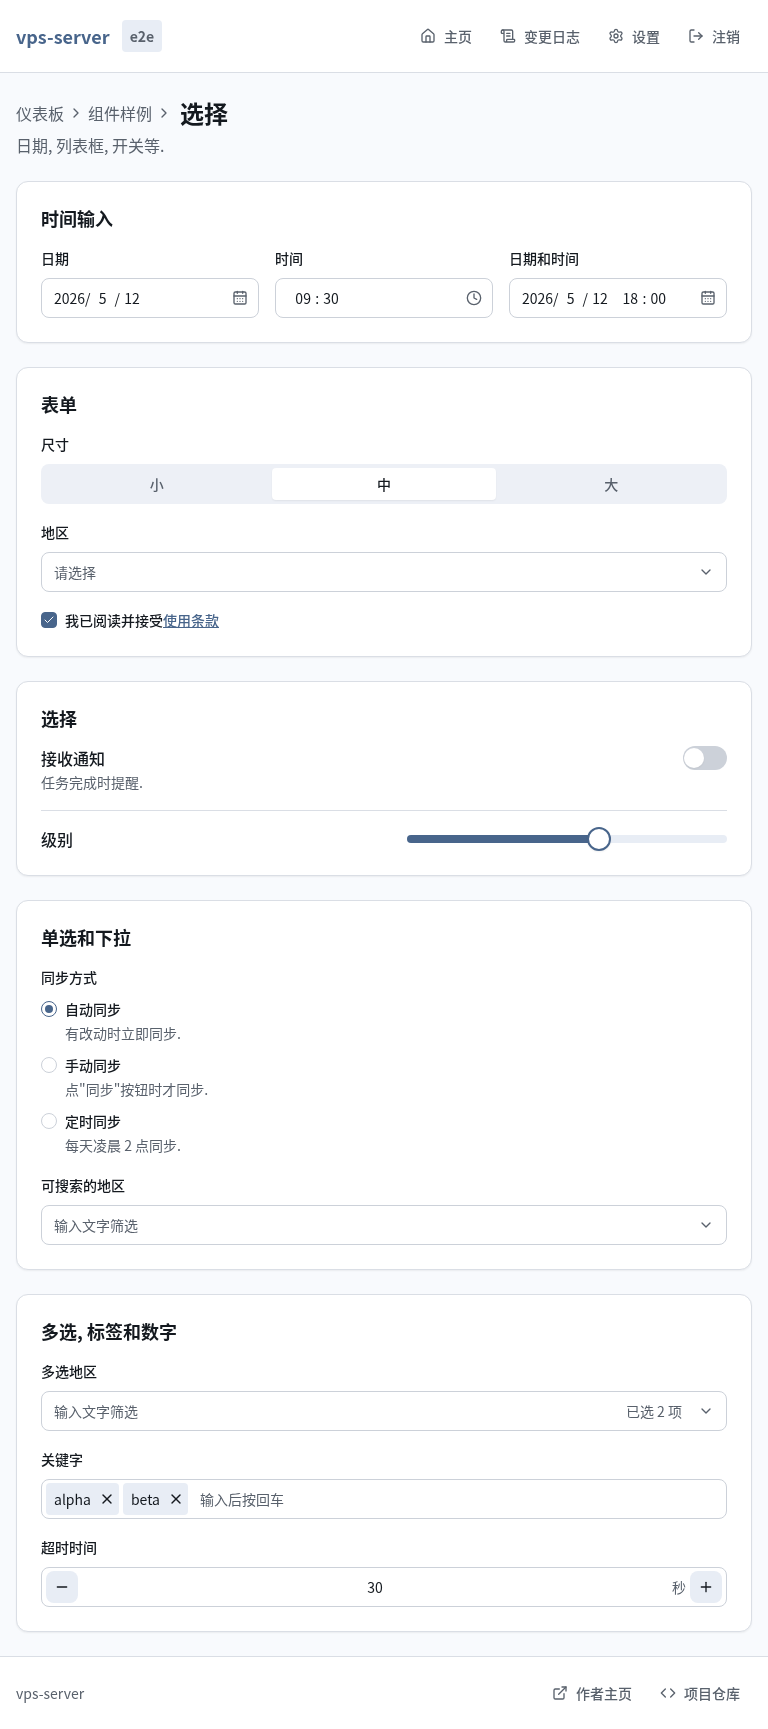 vps-server e2e 主页 变更日志 设置 注销
仪表板 组件样例 选择
日期, 列表框, 开关等.
时间输入
日期 时间 日期和时间
2026/ 5 / 12 09 : 30 2026/ 5 / 12 18 : 00
表单
尺寸
小 中 大
地区
请选择
我已阅读并接受使用条款
选择
接收通知
任务完成时提醒.
级别
单选和下拉
同步方式
自动同步
有改动时立即同步.
手动同步
点"同步"按钮时才同步.
定时同步
每天凌晨 2 点同步.
可搜索的地区
输入文字筛选
多选, 标签和数字
多选地区
输入文字筛选 已选 2 项
关键字
alpha beta 输入后按回车
超时时间
30 秒
vps-server 作者主页 项目仓库